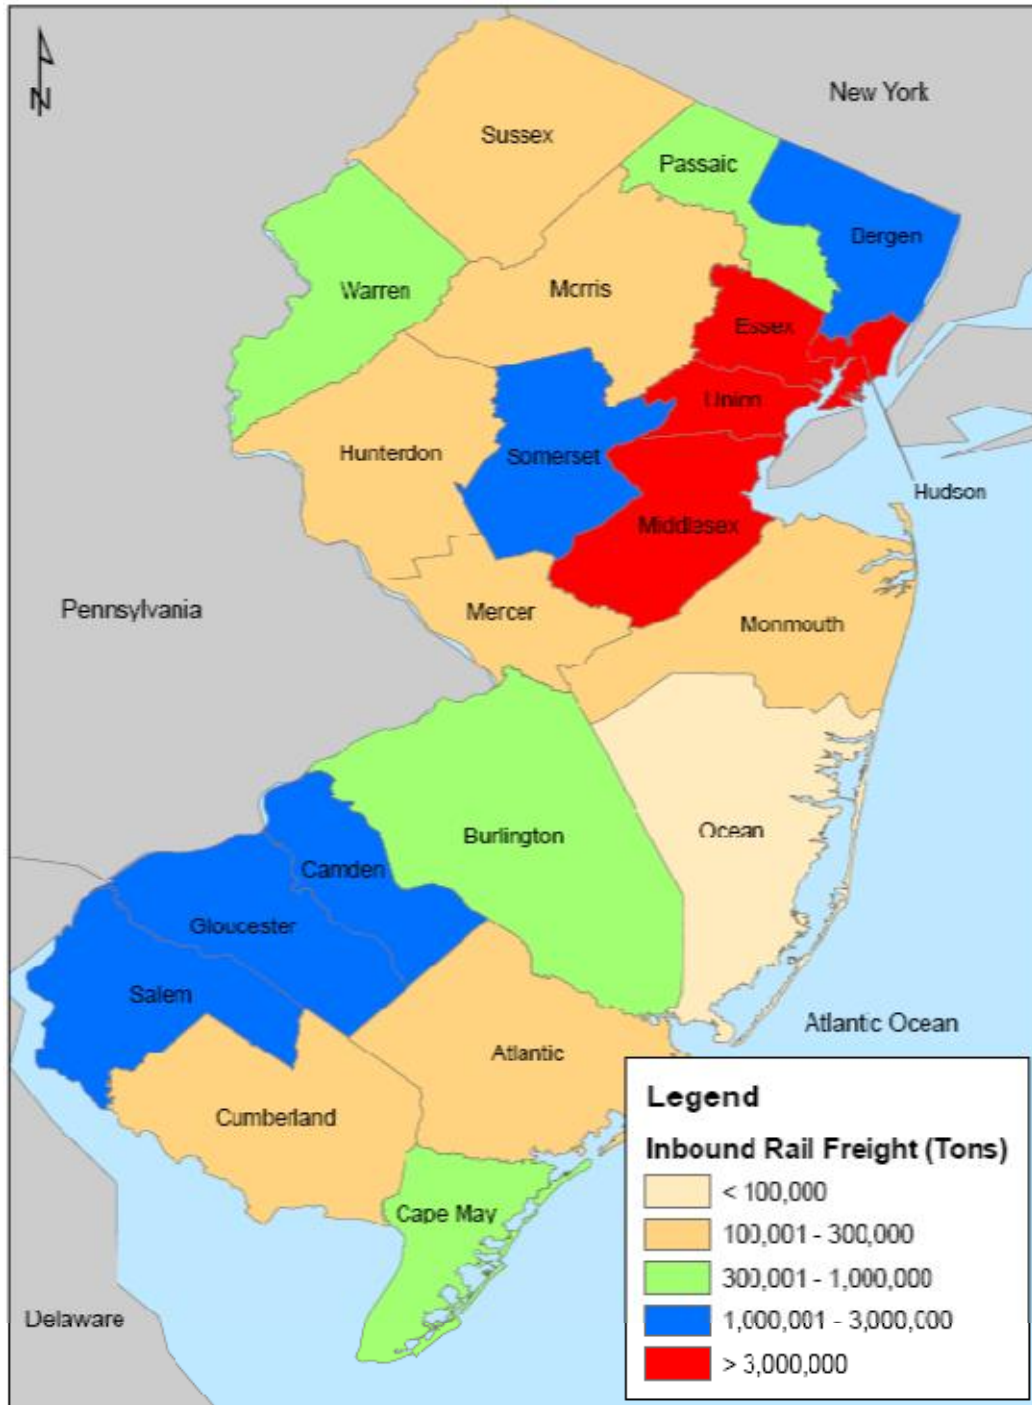 N
New York
Sussex
Passaic
Dergen
Warren
Morris
Essex
Union
Hunterdon
Somerset
Hudson
Middlesex
Pennsylvania
Mercer
Monmouth
Burlington
Ocean
Camden
Gloucester
Salem
Atlantic Ocean
Atlantic
Cumberland
Cape May
Delaware
Legend
Inbound Rail Freight (Tons)
< 100,000
100,001 - 300,000
300,001 - 1,000,000
1,000,001 - 3,000,000
> 3,000,000